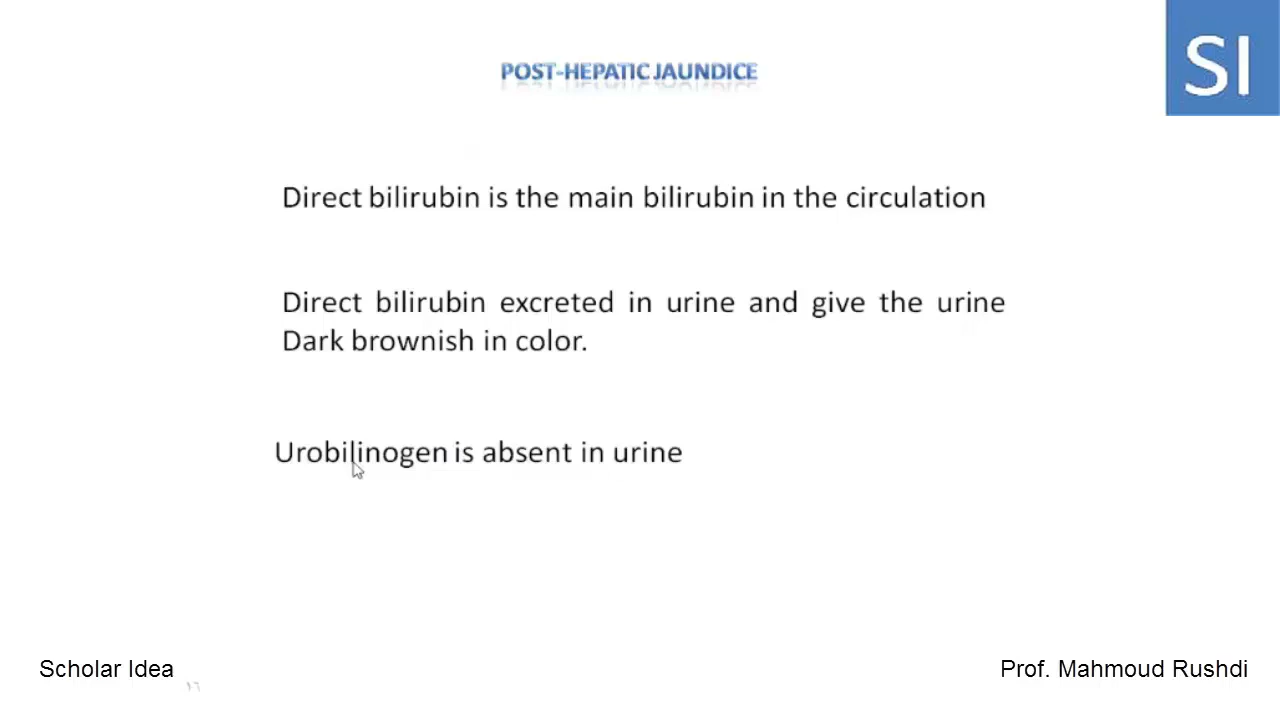 SI
POST-HEPATIC JAUNDICE
Direct bilirubin is the main bilirubin in the circulation
Direct bilirubin excreted in urine and give the urine
Dark brownish in color.
Urobilinogen is absent in urine
Scholar Idea
١٦
Prof. Mahmoud Rushdi